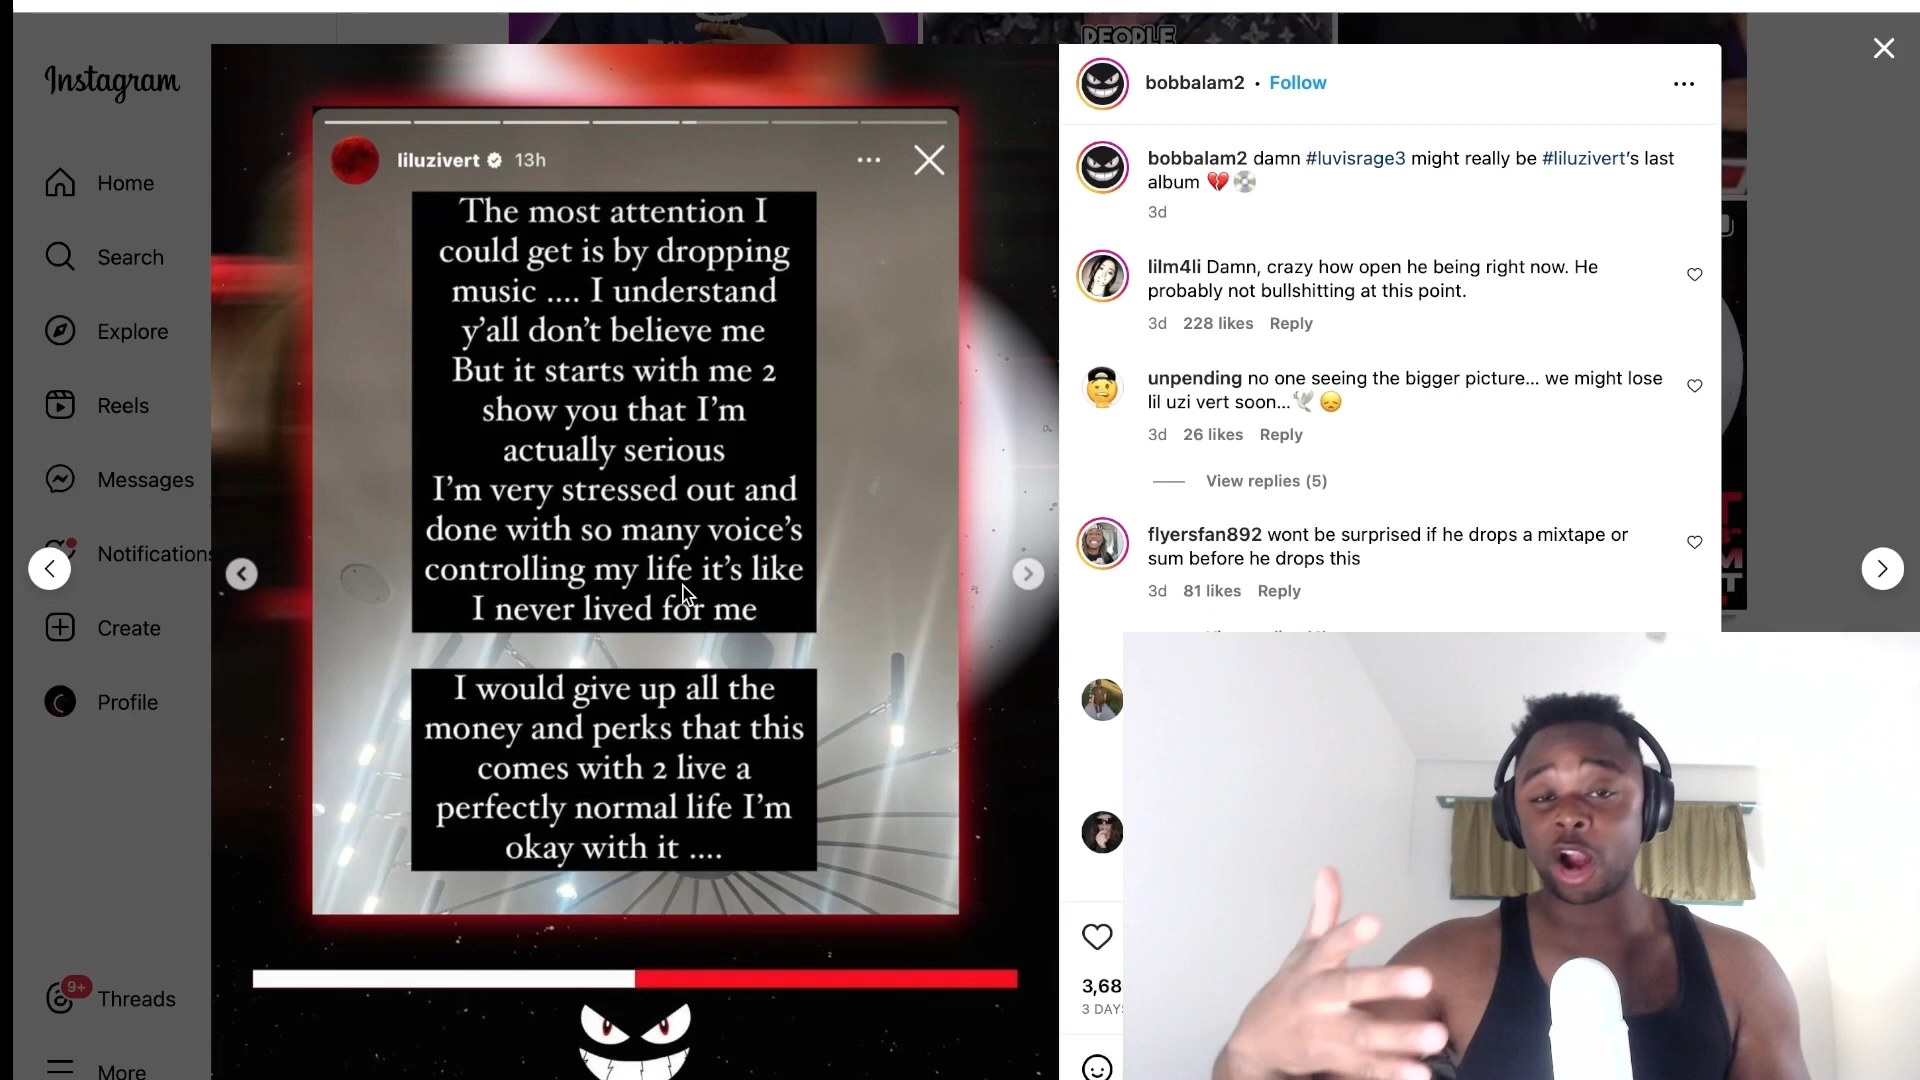 PEOPLE
Instagram
Home
Search
Explore
Reels
Messages
Notifications
Create
Profile
9+
Threads
More
liluzivert 13h
The most attention I
could get is by dropping
music .... I understand
y'all don't believe me
But it starts with me 2
show you that I'm
actually serious
I'm very stressed out and
done with so many voice's
controlling my life it's like
I never lived for me
I would give up all the
money and perks that this
comes with 2 live a
perfectly normal life I'm
okay with it ....
bobbalam2 • Follow
bobbalam2 damn #luvisrage3 might really be #liluzivert's last
album
3d
lilm4li Damn, crazy how open he being right now. He
probably not bullshitting at this point.
3d 228 likes Reply
unpending no one seeing the bigger picture... we might lose
lil uzi vert soon...
3d 26 likes Reply
View replies (5)
flyersfan892 wont be surprised if he drops a mixtape or
sum before he drops this
3d 81 likes Reply
3,68
3 DAY